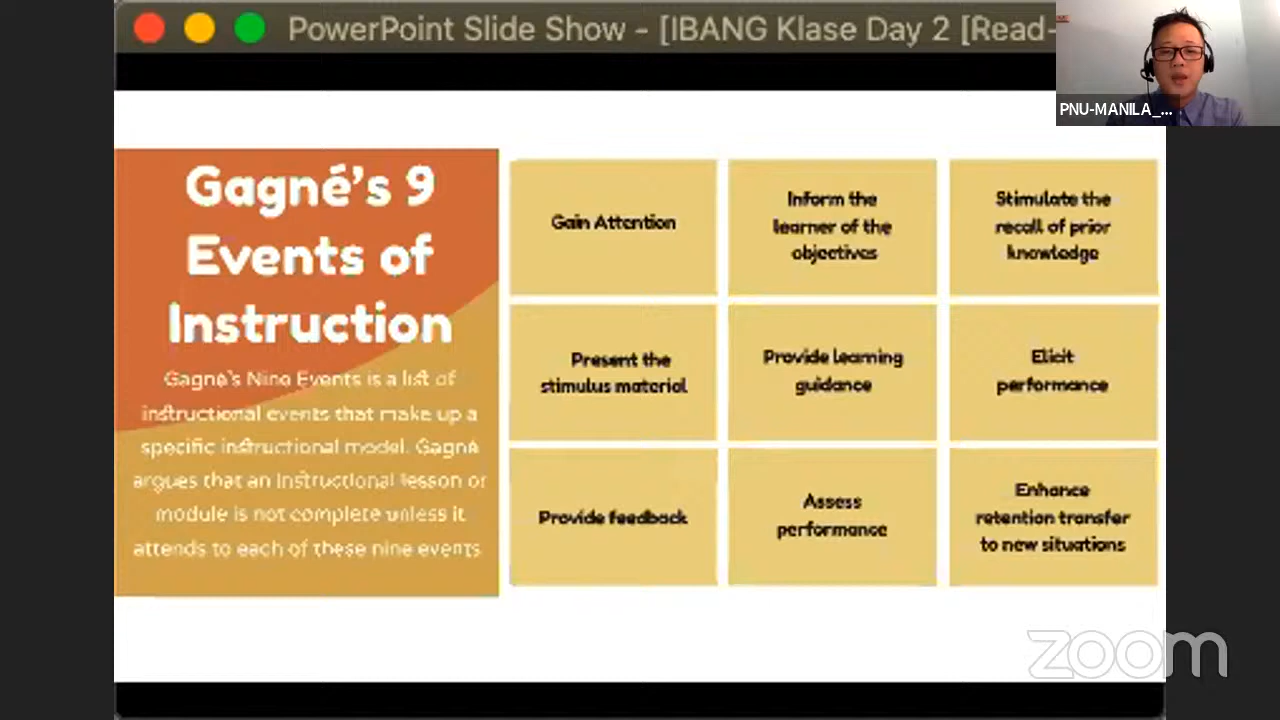 PowerPoint Slide Show - [IBANG Klase Day 2 [Read-
PNU-MANILA_...
Gagné's 9
Events of
Instruction
Gagné's Nine Events is a list of
instructional events that make up a
specific instructional model. Gagné
argues that an instructional lesson or
module is not complete unless it
attends to each of these nine events
Gain Attention
Inform the
learner of the
objectives
Stimulate the
recall of prior
knowledge
Present the
stimulus material
Provide learning
guidance
Elicit
performance
Provide feedback
Assess
performance
Enhance
retention transfer
to new situations
zoom